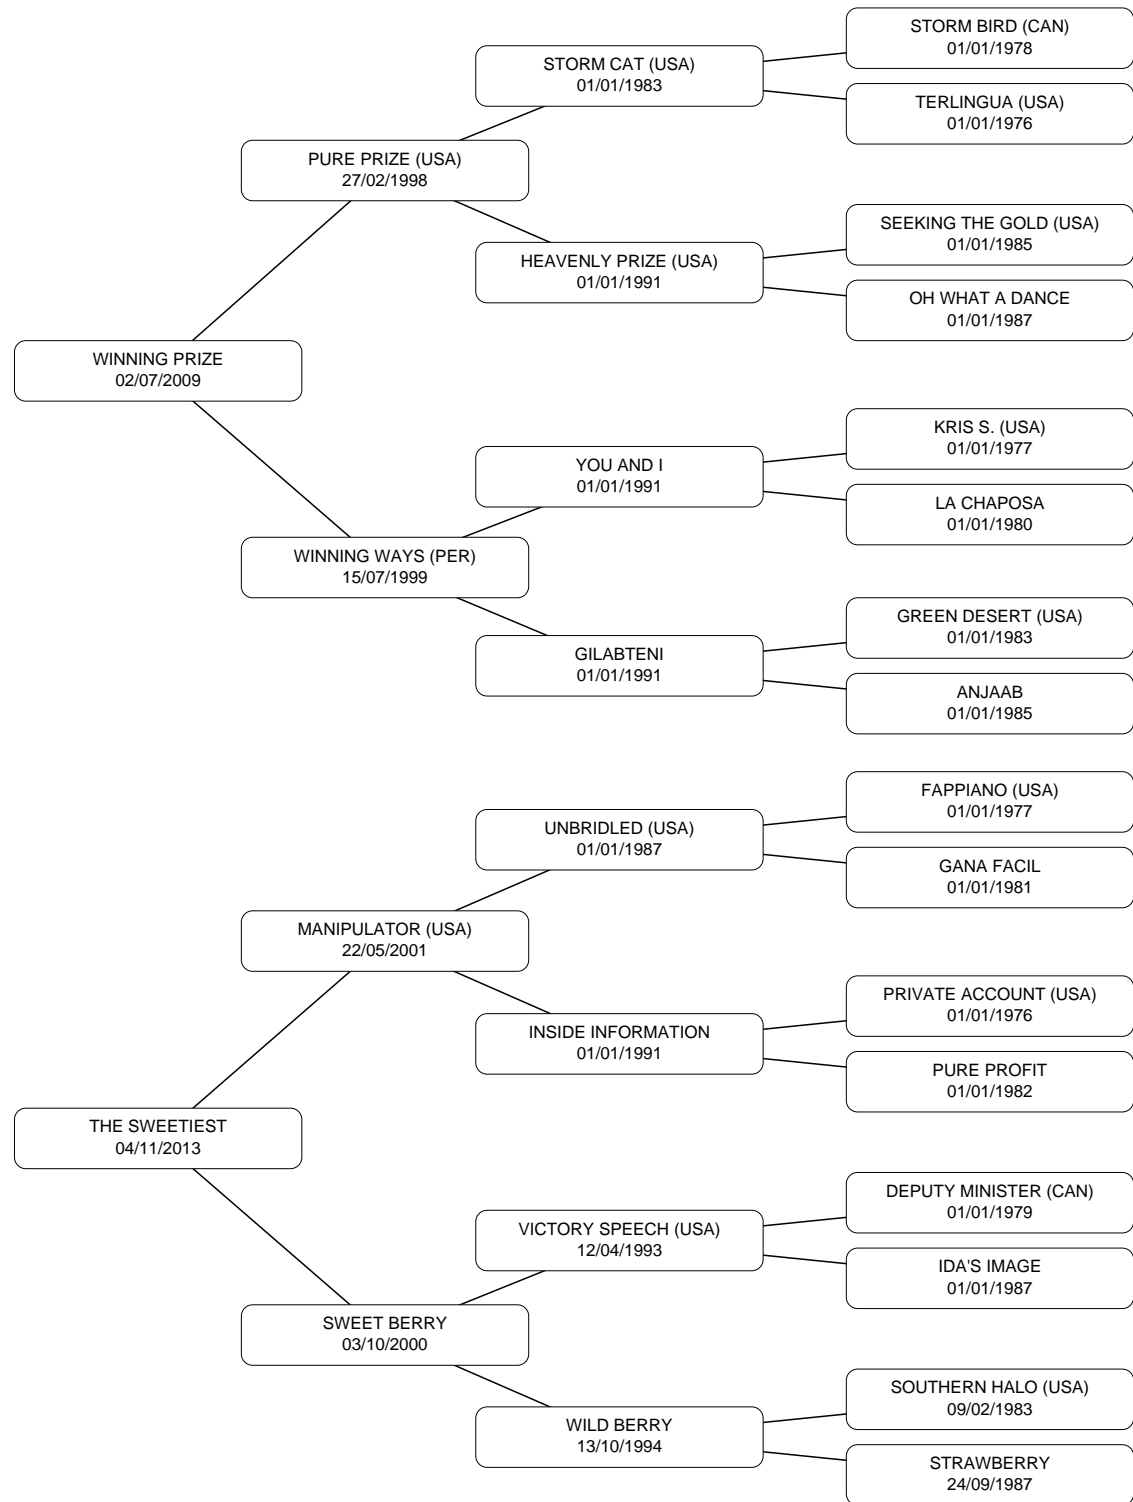 STORM BIRD (CAN)
01/01/1978
STORM CAT (USA)
01/01/1983
TERLINGUA (USA)
01/01/1976
PURE PRIZE (USA)
27/02/1998
SEEKING THE GOLD (USA)
01/01/1985
HEAVENLY PRIZE (USA)
01/01/1991
OH WHAT A DANCE
01/01/1987
WINNING PRIZE
02/07/2009
KRIS S. (USA)
01/01/1977
YOU AND I
01/01/1991
LA CHAPOSA
01/01/1980
WINNING WAYS (PER)
15/07/1999
GREEN DESERT (USA)
01/01/1983
GILABTENI
01/01/1991
ANJAAB
01/01/1985
FAPPIANO (USA)
01/01/1977
UNBRIDLED (USA)
01/01/1987
GANA FACIL
01/01/1981
MANIPULATOR (USA)
22/05/2001
PRIVATE ACCOUNT (USA)
01/01/1976
INSIDE INFORMATION
01/01/1991
PURE PROFIT
01/01/1982
THE SWEETIEST
04/11/2013
DEPUTY MINISTER (CAN)
01/01/1979
VICTORY SPEECH (USA)
12/04/1993
IDA'S IMAGE
01/01/1987
SWEET BERRY
03/10/2000
SOUTHERN HALO (USA)
09/02/1983
WILD BERRY
13/10/1994
STRAWBERRY
24/09/1987